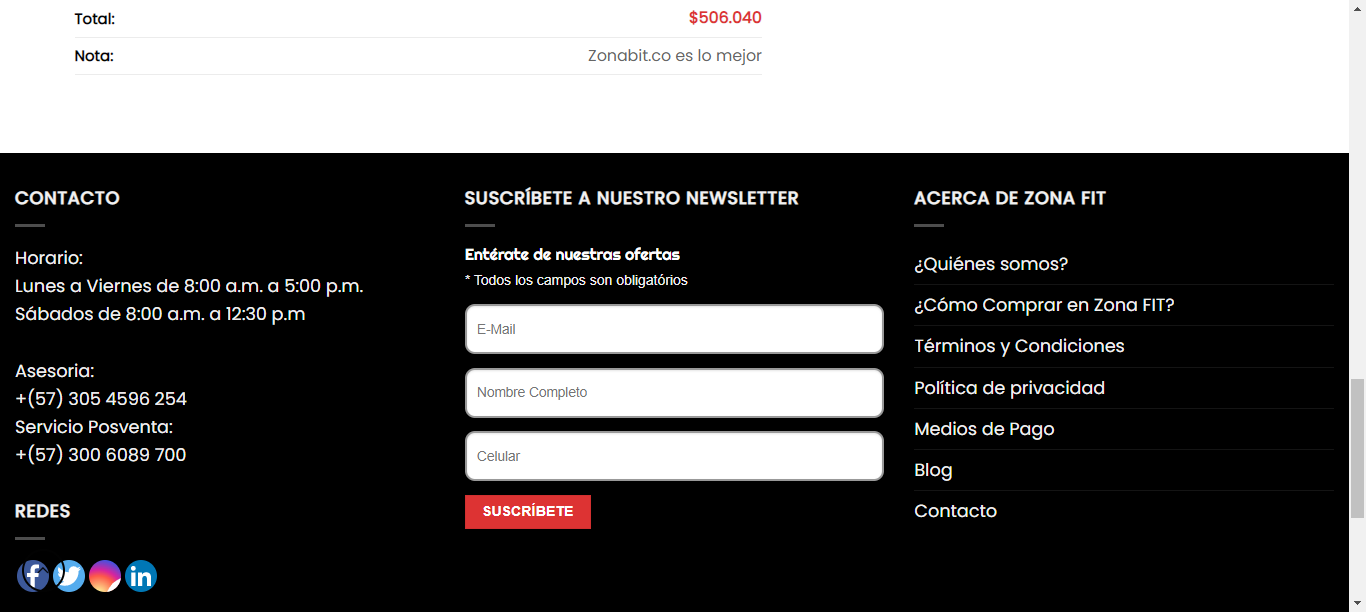 Total: $506.040
Nota: Zonabit.co es lo mejor
CONTACTO
Horario:
Lunes a Viernes de 8:00 a.m. a 5:00 p.m.
Sábados de 8:00 a.m. a 12:30 p.m
Asesoria:
+(57) 305 4596 254
Servicio Posventa:
+(57) 300 6089 700
REDES
SUSCRÍBETE A NUESTRO NEWSLETTER
Entérate de nuestras ofertas
* Todos los campos son obligatórios
E-Mail
Nombre Completo
Celular
SUSCRÍBETE
ACERCA DE ZONA FIT
¿Quiénes somos?
¿Cómo Comprar en Zona FIT?
Términos y Condiciones
Política de privacidad
Medios de Pago
Blog
Contacto